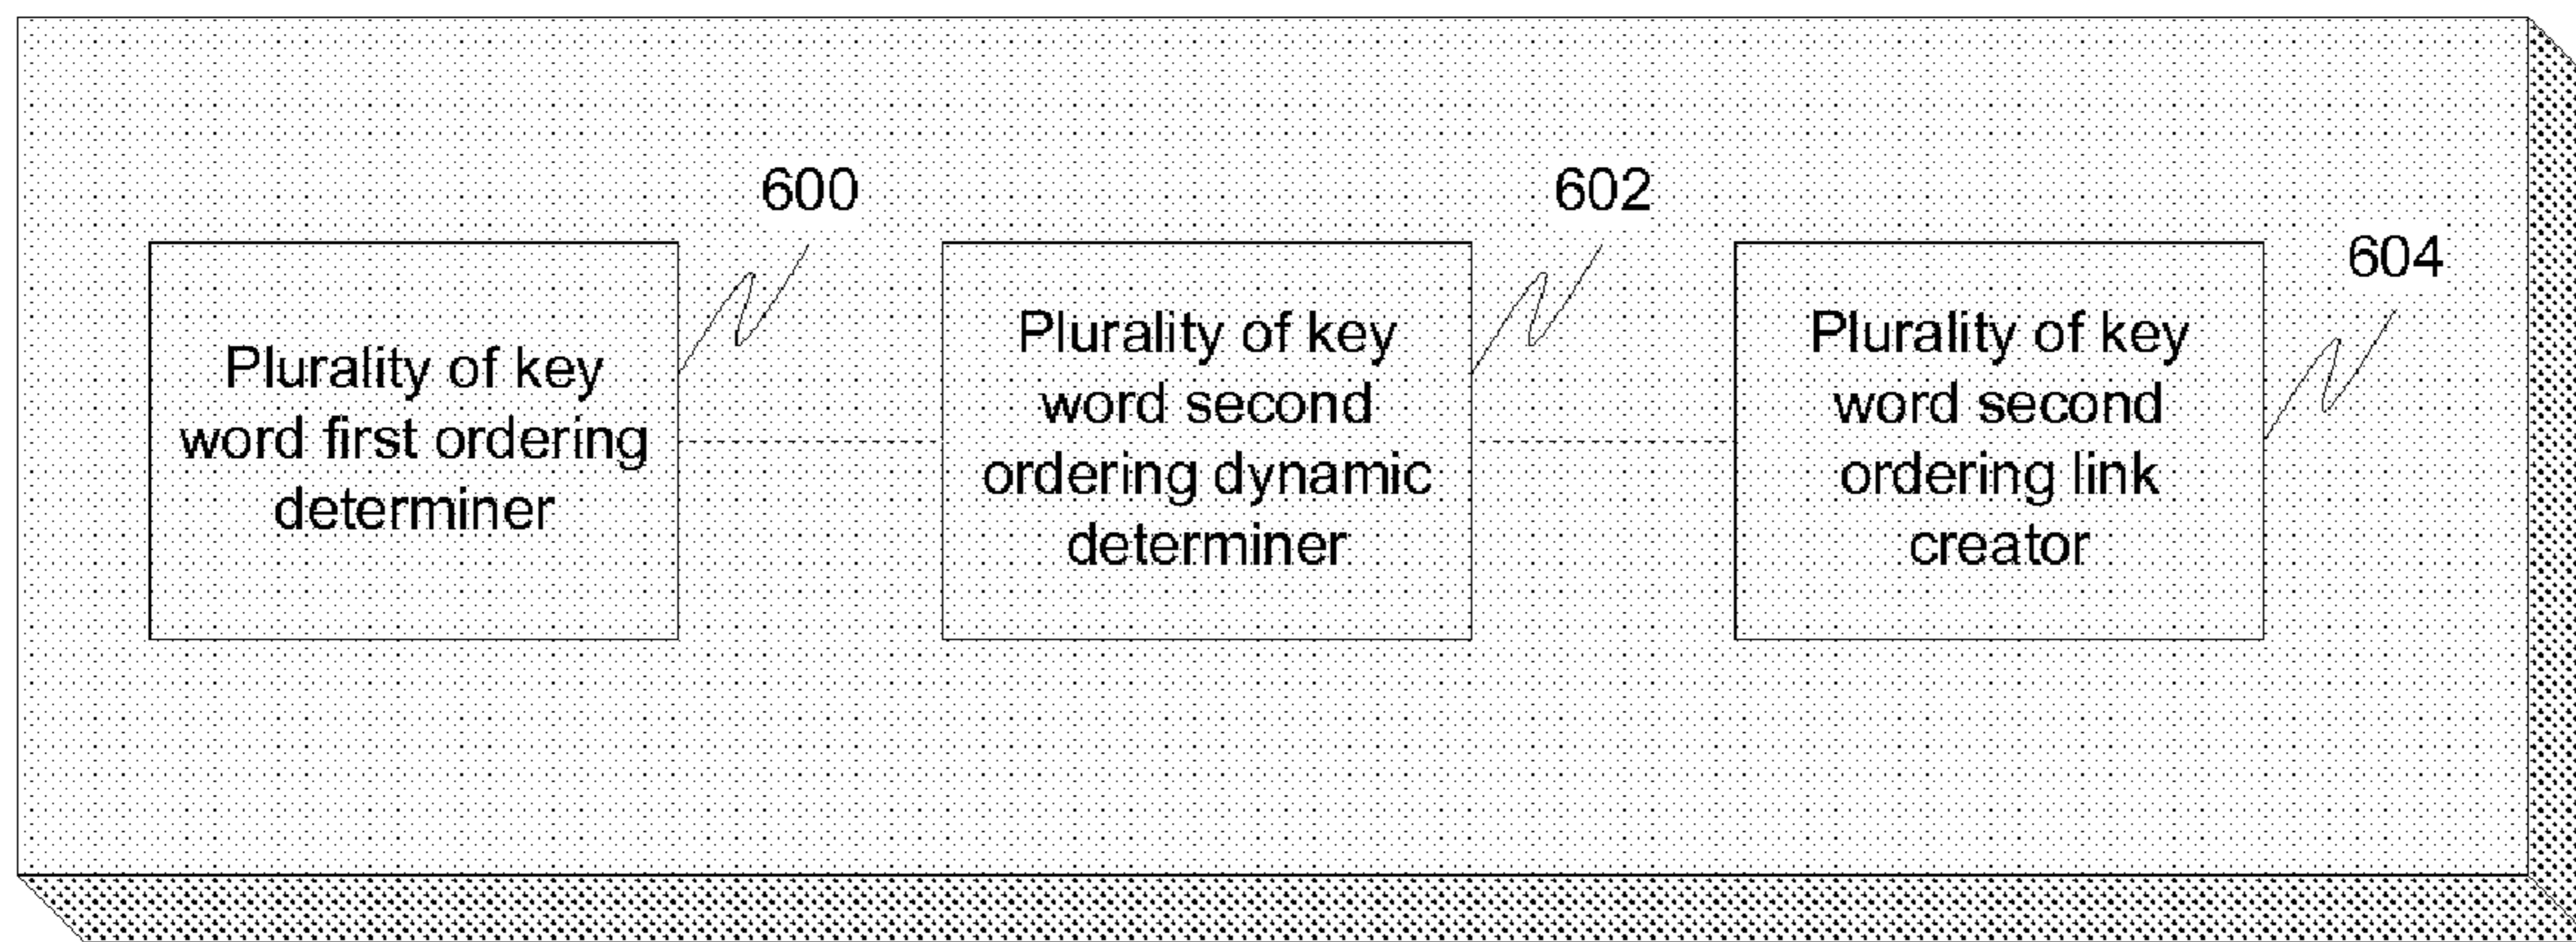 600
602
604
Plurality of key
word first ordering
determiner
Plurality of key
word second
ordering dynamic
determiner
Plurality of key
word second
ordering link
creator